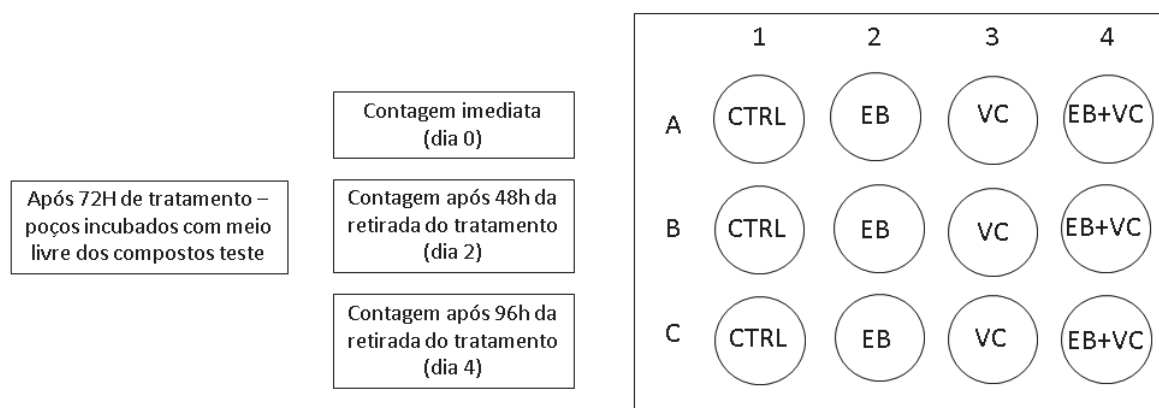 Após 72H de tratamento –
poços incubados com meio
livre dos compostos teste
Contagem imediata
(dia 0)
Contagem após 48h da
retirada do tratamento
(dia 2)
Contagem após 96h da
retirada do tratamento
(dia 4)
1 2 3 4
A CTRL EB VC EB+VC
B CTRL EB VC EB+VC
C CTRL EB VC EB+VC